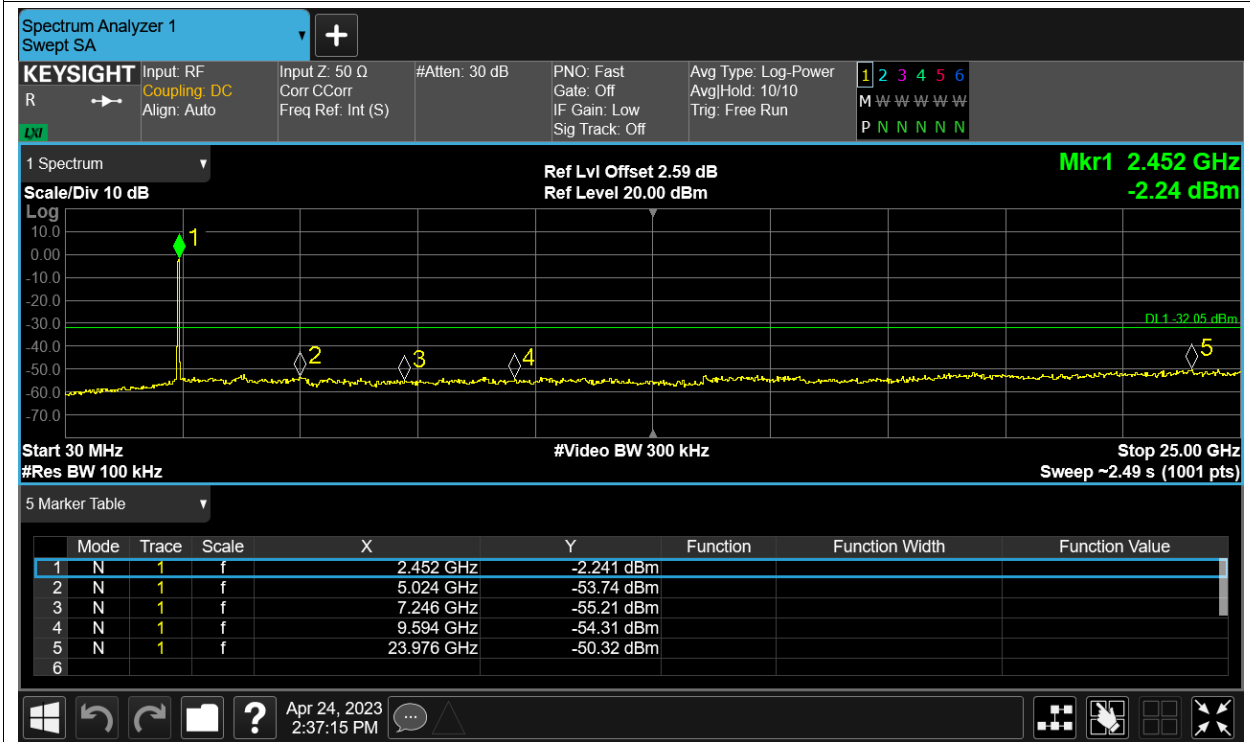 Spectrum Analyzer 1
Swept SA
KEYSIGHT
R
LXI
Input: RF
Coupling: DC
Align: Auto
Input Z: 50 Ω
Corr CCorr
Freq Ref: Int (S)
#Atten: 30 dB
PNO: Fast
Gate: Off
IF Gain: Low
Sig Track: Off
Avg Type: Log-Power
Avg|Hold: 10/10
Trig: Free Run
1 2 3 4 5 6
M W W W W W
P N N N N N
1 Spectrum
Scale/Div 10 dB
Ref Lvl Offset 2.59 dB
Ref Level 20.00 dBm
Mkr1 2.452 GHz
-2.24 dBm
Log
10.0
0.00
-10.0
-20.0
-30.0
-40.0
-50.0
-60.0
-70.0
1
2
3
4
5
DL1 -32.05 dBm
Start 30 MHz
#Res BW 100 kHz
#Video BW 300 kHz
Stop 25.00 GHz
Sweep ~2.49 s (1001 pts)
5 Marker Table
Mode Trace Scale X Y Function Function Width Function Value
1 N 1 f 2.452 GHz -2.241 dBm
2 N 1 f 5.024 GHz -53.74 dBm
3 N 1 f 7.246 GHz -55.21 dBm
4 N 1 f 9.594 GHz -54.31 dBm
5 N 1 f 23.976 GHz -50.32 dBm
6
?
Apr 24, 2023
2:37:15 PM